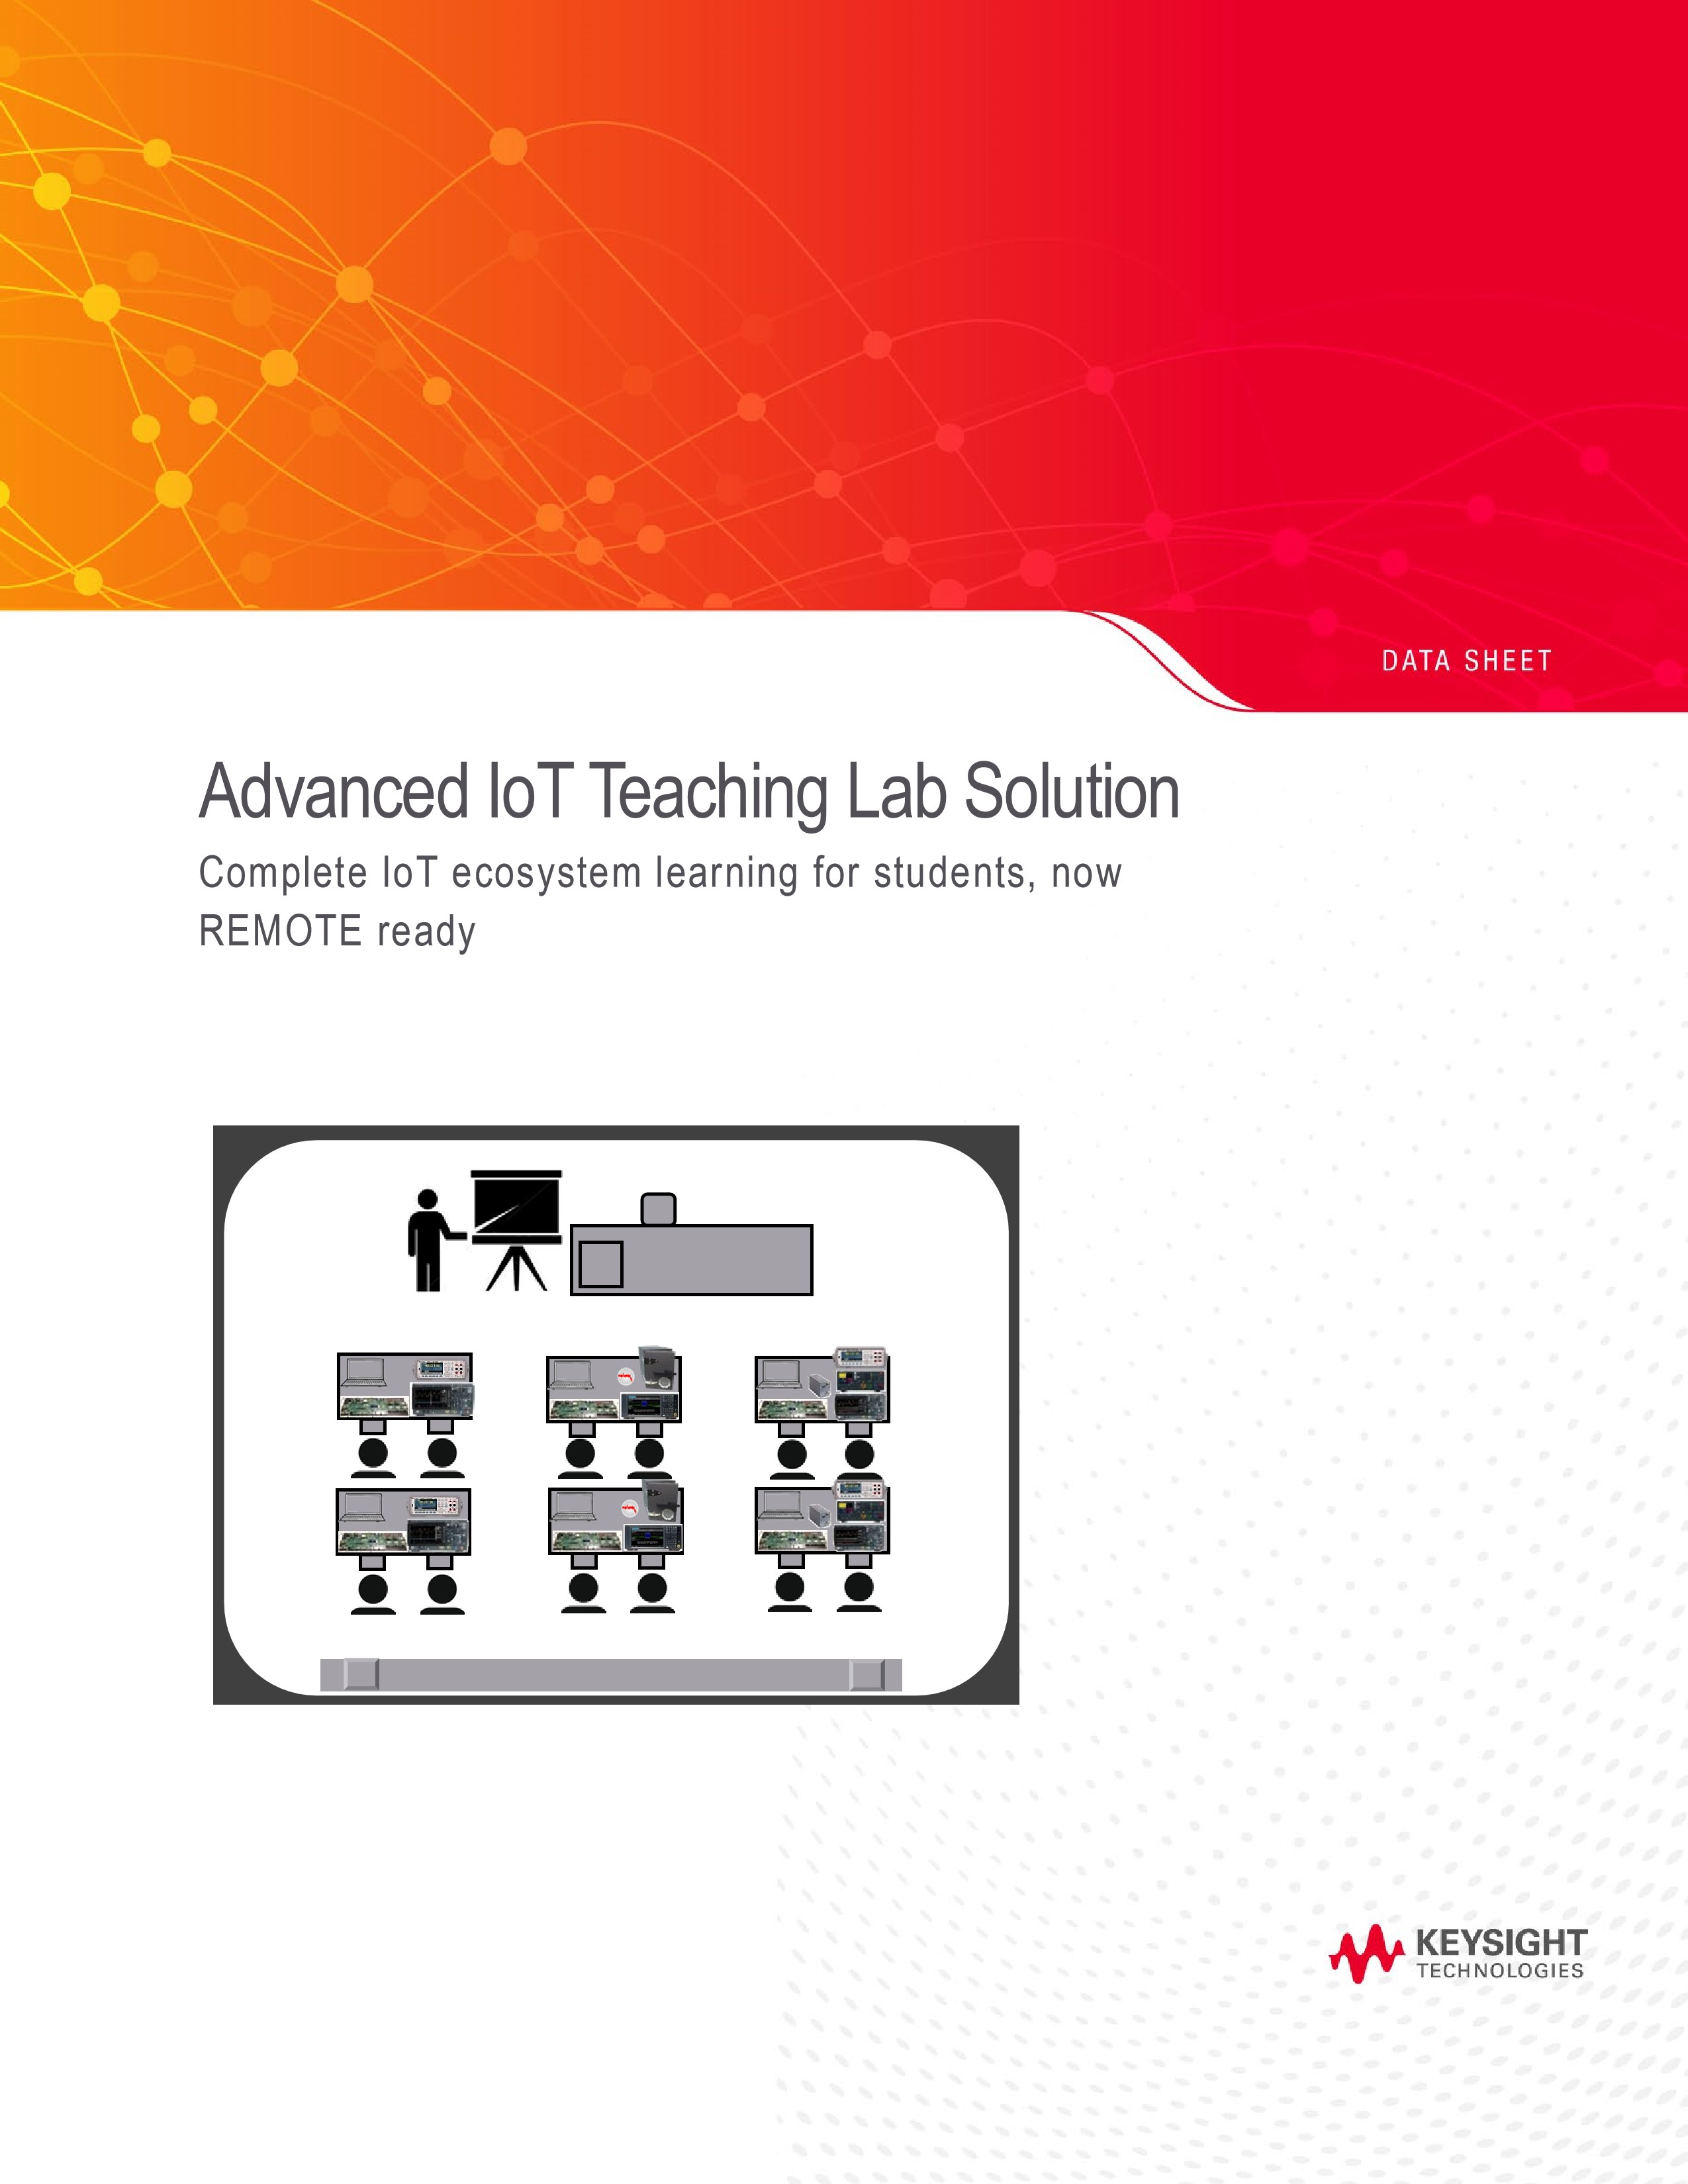 DATA SHEET
Advanced IoT Teaching Lab Solution
Complete IoT ecosystem learning for students, now
REMOTE ready
KEYSIGHT
TECHNOLOGIES